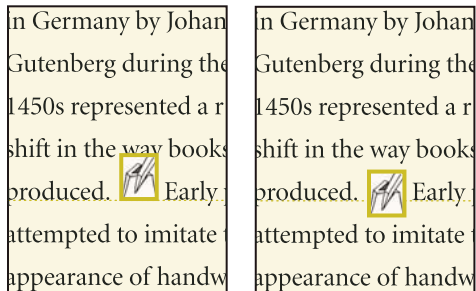 in Germany by Johan
Gutenberg during the
1450s represented a r
shift in the way books
produced. Early
attempted to imitate
appearance of handw
in Germany by Johan
Gutenberg during the
1450s represented a r
shift in the way books
produced. Early
attempted to imitate
appearance of handw